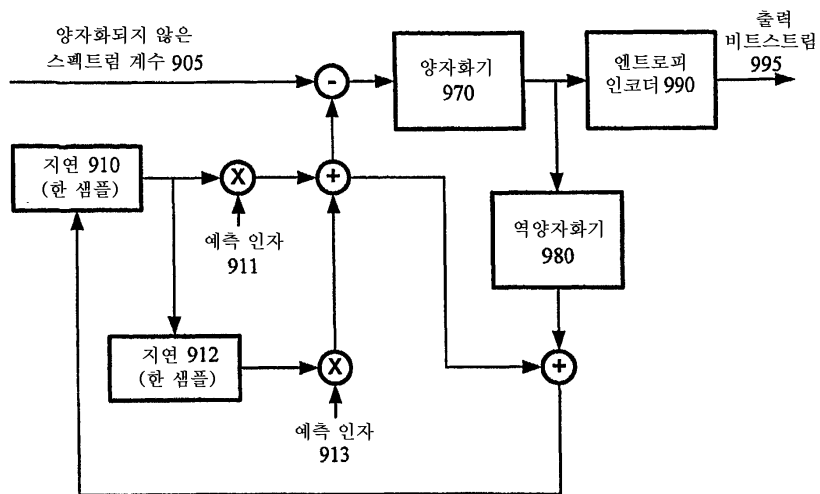 양자화되지 않은
스펙트럼 계수 905
양자화기
970
엔트로피
인코더 990
출력
비트스트림
995
-
지연 910
(한 샘플)
X
+
예측 인자
911
역양자화기
980
지연 912
(한 샘플)
X
+
예측 인자
913